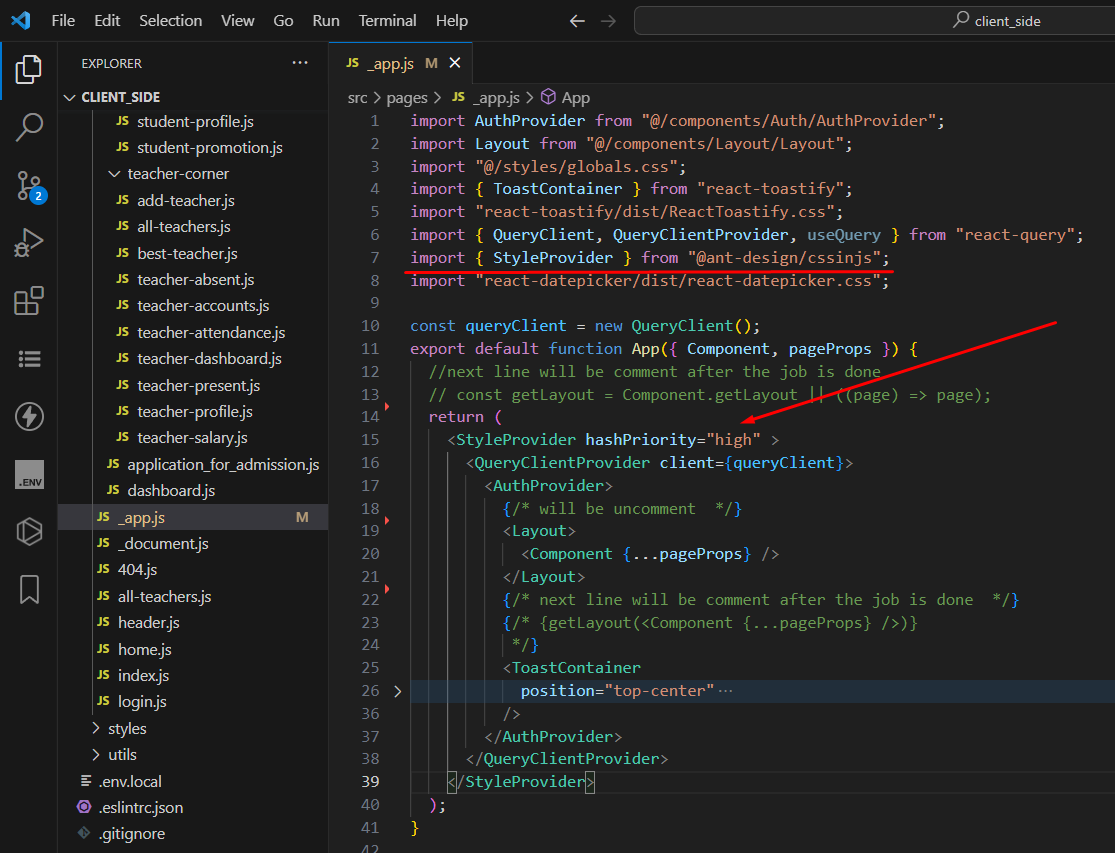 File Edit Selection View Go Run Terminal Help
client_side
EXPLORER
CLIENT_SIDE
JS student-profile.js
JS student-promotion.js
teacher-corner
JS add-teacher.js
JS all-teachers.js
JS best-teacher.js
JS teacher-absent.js
JS teacher-accounts.js
JS teacher-attendance.js
JS teacher-dashboard.js
JS teacher-present.js
JS teacher-profile.js
JS teacher-salary.js
JS application_for_admission.js
JS dashboard.js
JS _app.js M
JS _document.js
JS 404.js
JS all-teachers.js
JS header.js
JS home.js
JS index.js
JS login.js
styles
utils
.env.local
.eslintrc.json
.gitignore
2
.ENV
JS _app.js M
src > pages > JS _app.js > App
1 import AuthProvider from "@/components/Auth/AuthProvider";
2 import Layout from "@/components/Layout/Layout";
3 import "@/styles/globals.css";
4 import { ToastContainer } from "react-toastify";
5 import "react-toastify/dist/ReactToastify.css";
6 import { QueryClient, QueryClientProvider, useQuery } from "react-query";
7 import { StyleProvider } from "@ant-design/cssinjs";
8 import "react-datepicker/dist/react-datepicker.css";
9
10 const queryClient = new QueryClient();
11 export default function App({ Component, pageProps }) {
12 //next line will be comment after the job is done
13 // const getLayout = Component.getLayout || ((page) => page);
14 return (
15 <StyleProvider hashPriority="high" >
16 <QueryClientProvider client={queryClient}>
17 <AuthProvider>
18 {/* will be uncomment  */}
19 <Layout>
20 <Component {...pageProps} />
21 </Layout>
22 {/* next line will be comment after the job is done  */}
23 {/* {getLayout(<Component {...pageProps} />)}
24 */}
25 <ToastContainer
26 position="top-center" ···
36 />
37 </AuthProvider>
38 </QueryClientProvider>
39 </StyleProvider>
40 );
41 }
42